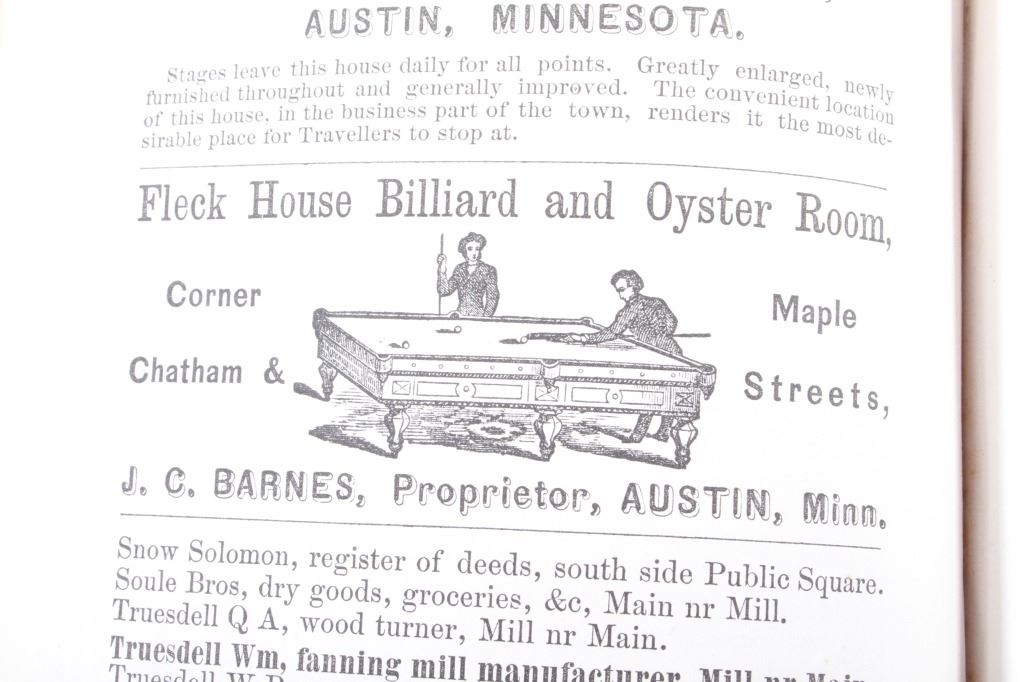 AUSTIN, MINNESOTA.
Stages leave this house daily for all points. Greatly enlarged, newly
furnished throughout and generally improved. The convenient location
of this house, in the business part of the town, renders it the most de-
sirable place for Travellers to stop at.
Fleck House Billiard and Oyster Room,
Corner Maple
Chatham & Streets,
J. C. BARNES, Proprietor, AUSTIN, Minn.
Snow Solomon, register of deeds, south side Public Square.
Soule Bros, dry goods, groceries, &c, Main nr Mill.
Truesdell Q A, wood turner, Mill nr Main.
Truesdell Wm, fanning mill manufacturer, Mill nr Main.
Truesdell W